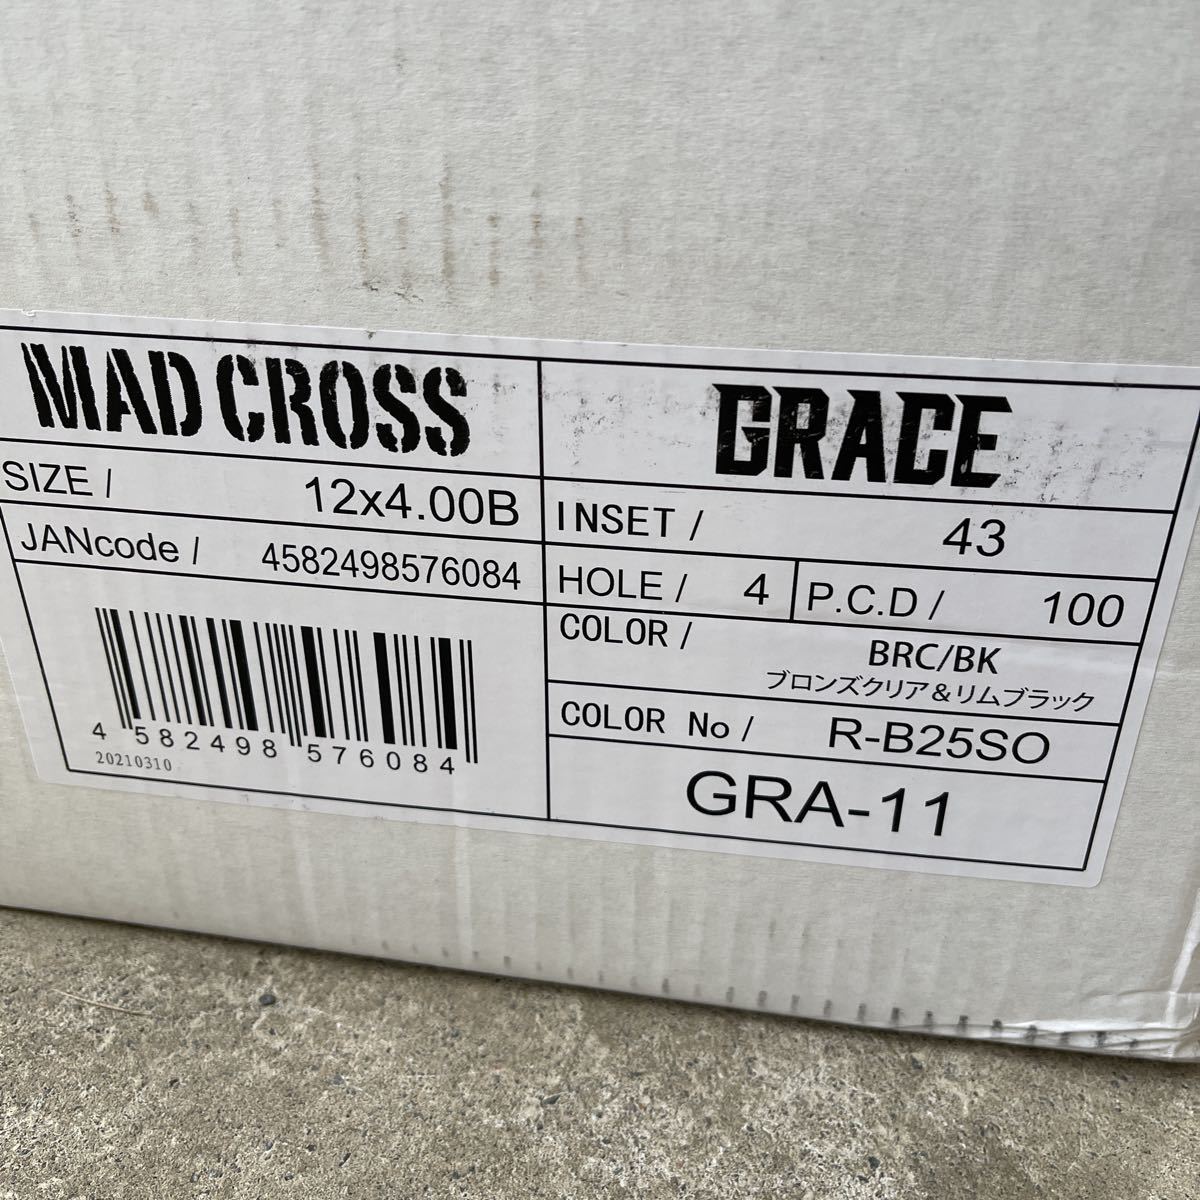 MAD CROSS
SIZE / 12x4.00B
JANcode / 4582498576084
4 582498 576084
20210310
GRACE
INSET / 43
HOLE / 4 P.C.D / 100
COLOR / BRC/BK
ブロンズクリア＆リムブラック
COLOR No / R-B25SO
GRA-11